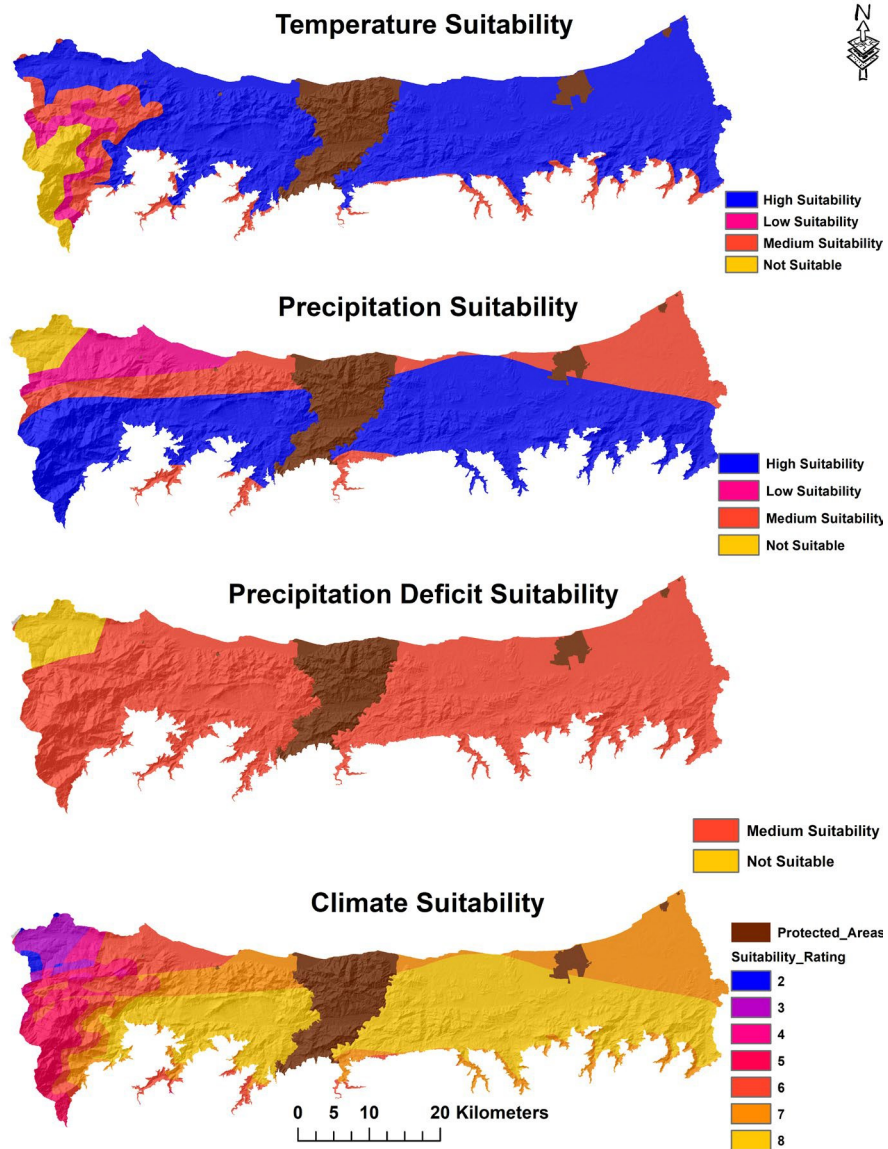 Temperature Suitability
N
High Suitability
Low Suitability
Medium Suitability
Not Suitable
Precipitation Suitability
High Suitability
Low Suitability
Medium Suitability
Not Suitable
Precipitation Deficit Suitability
Medium Suitability
Not Suitable
Climate Suitability
Protected_Areas
Suitability_Rating
2
3
4
5
6
7
8
0 5 10 20 Kilometers